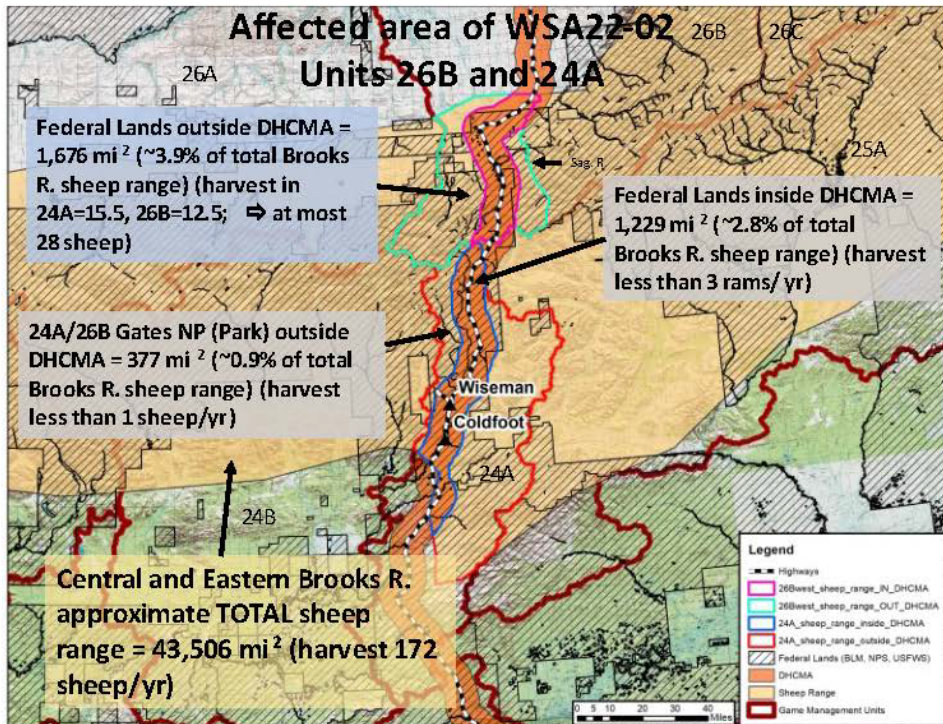 Affected area of WSA22-02
Units 26B and 24A
26A
26B
26C
25A
Federal Lands outside DHCMA =
1,676 mi ² (~3.9% of total Brooks
R. sheep range) (harvest in
24A=15.5, 26B=12.5; ⇨ at most
28 sheep)
Sag. R.
Federal Lands inside DHCMA =
1,229 mi ² (~2.8% of total
Brooks R. sheep range) (harvest
less than 3 rams/ yr)
24A/26B Gates NP (Park) outside
DHCMA = 377 mi ² (~0.9% of total
Brooks R. sheep range) (harvest
less than 1 sheep/yr)
Wiseman
Coldfoot
24A
24B
Central and Eastern Brooks R.
approximate TOTAL sheep
range = 43,506 mi ² (harvest 172
sheep/yr)
Legend
Highways
26Bwest_sheep_range_IN_DHCMA
26Bwest_sheep_range_OUT_DHCMA
24A_sheep_range_inside_DHCMA
24A_sheep_range_outside_DHCMA
Federal Lands (BLM, NPS, USFWS)
DHCMA
Sheep Range
Game Management Units
0 5 10 20 30 40
Miles